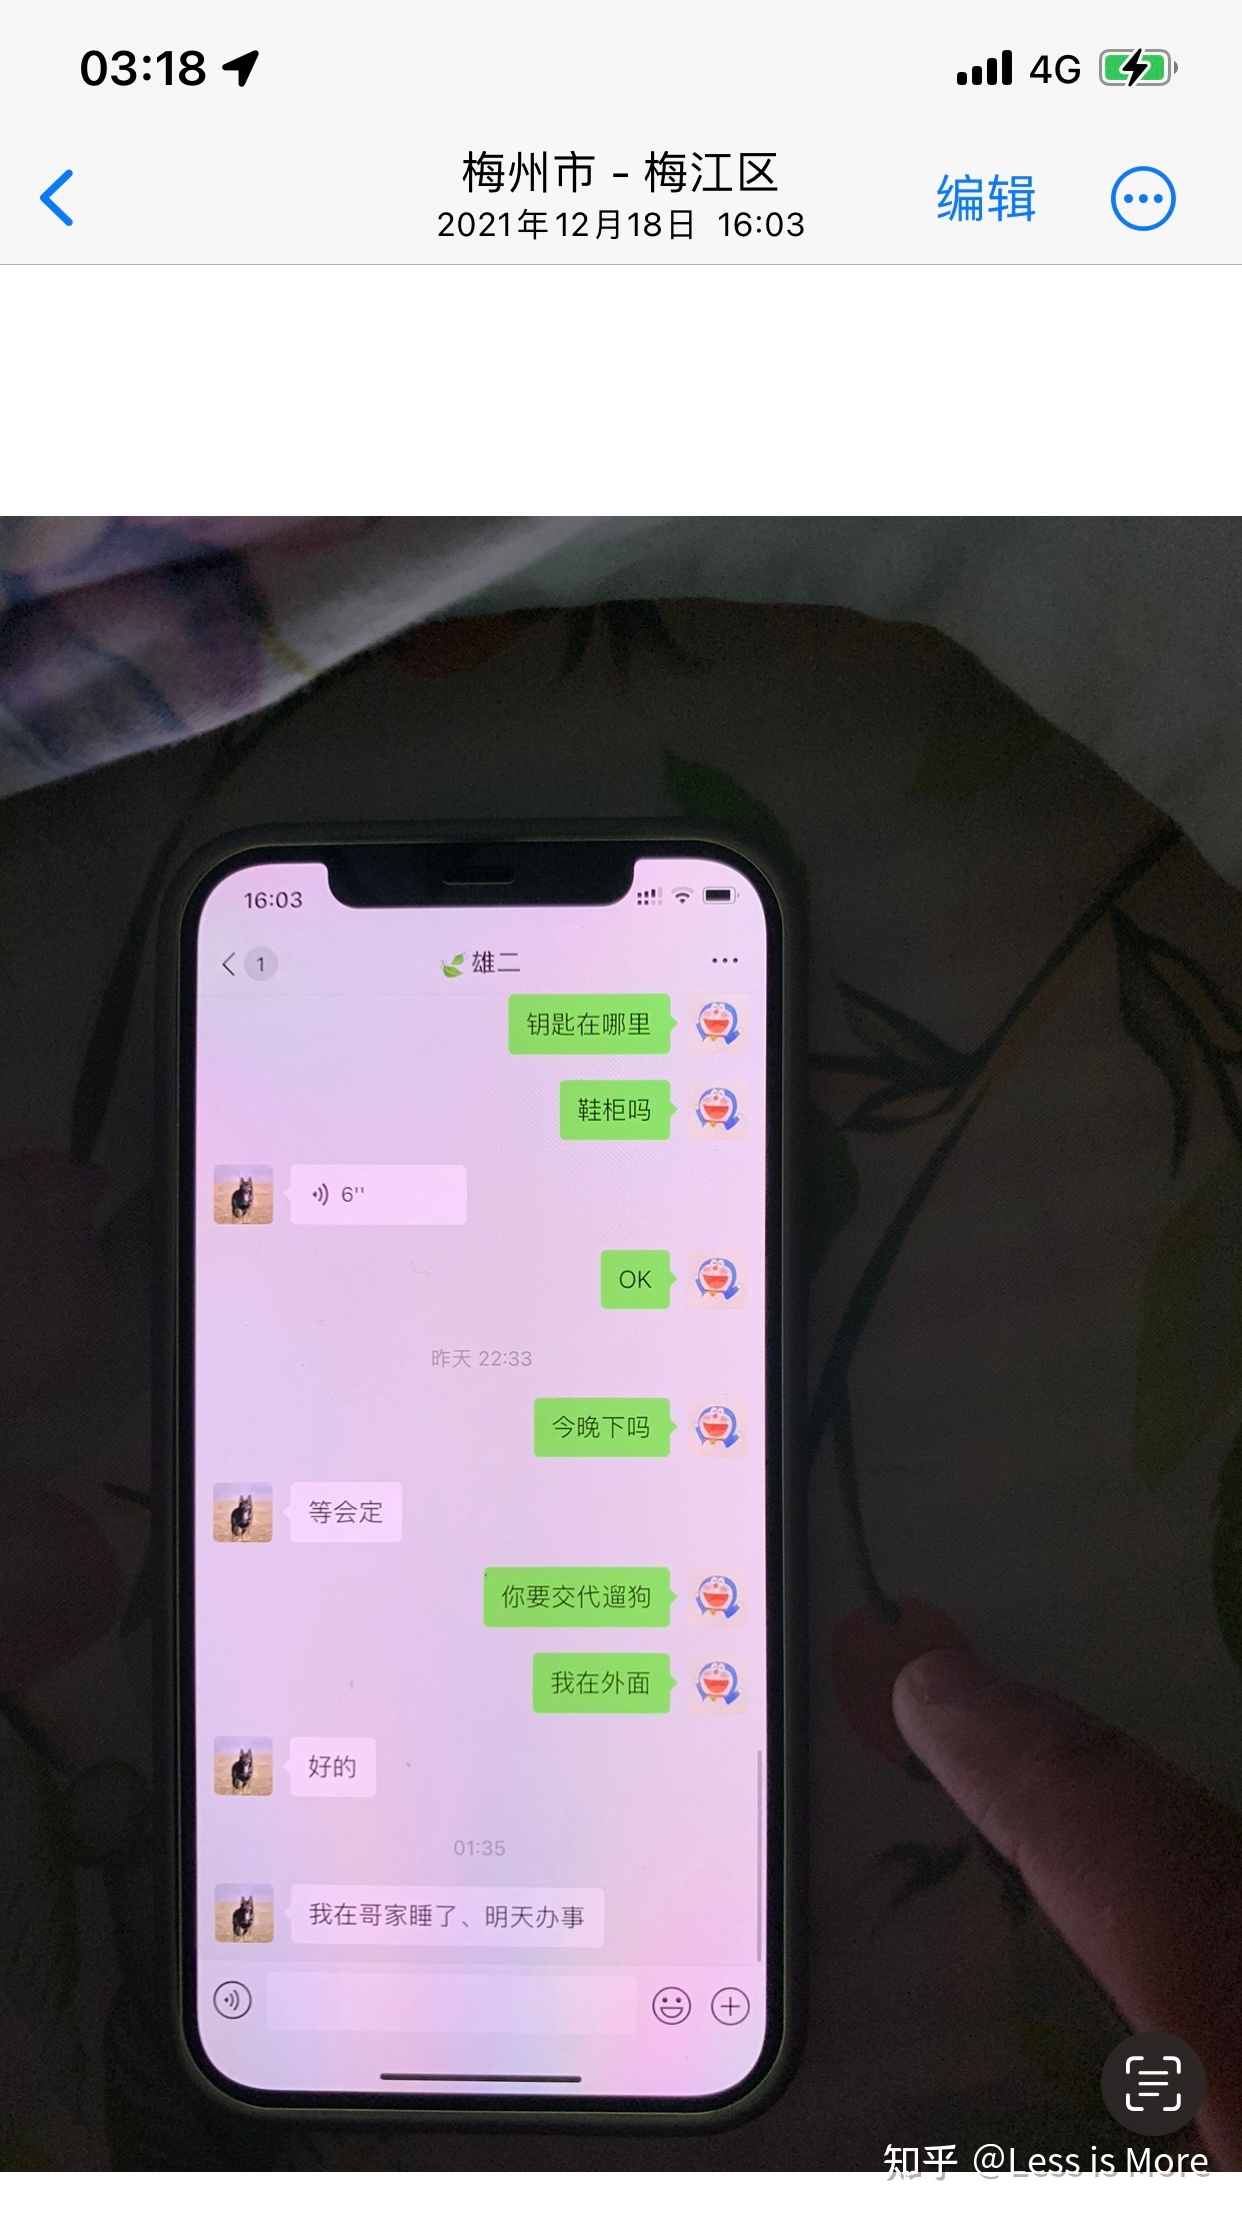 03:18
4G
梅州市 - 梅江区
2021年12月18日 16:03
编辑
16:03
1
雄二
钥匙在哪里
鞋柜吗
6''
OK
昨天 22:33
今晚下吗
等会定
你要交代遛狗
我在外面
好的
01:35
我在哥家睡了、明天办事
知乎 @Less is More